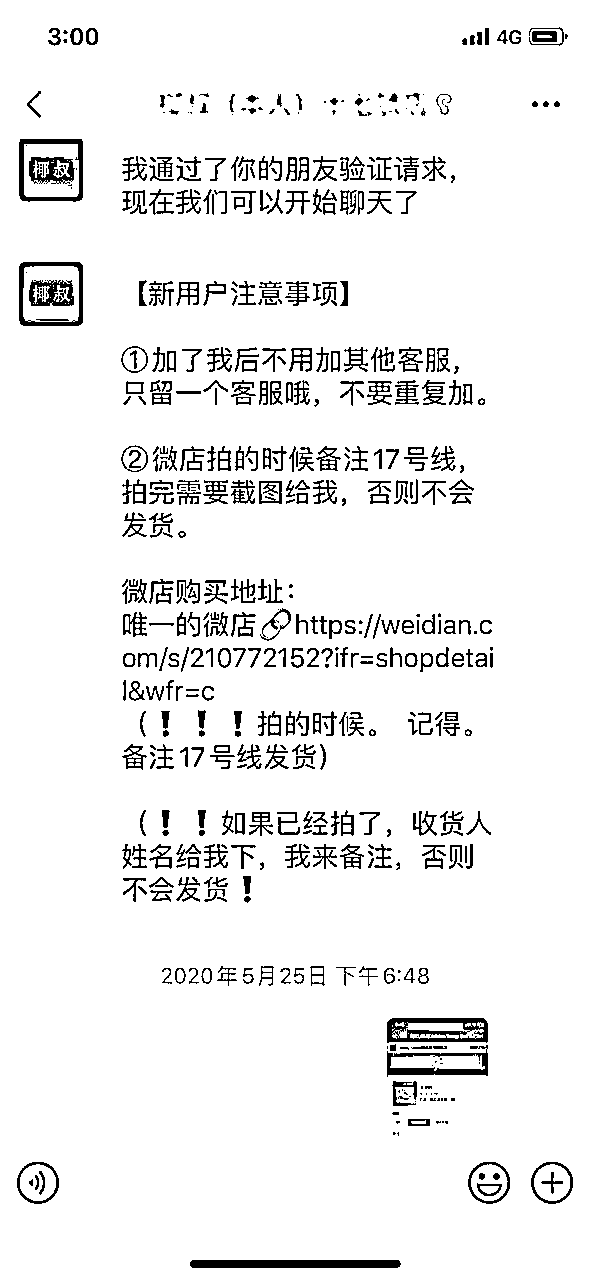 3:00
4G
（本人）
椰叔
我通过了你的朋友验证请求，
现在我们可以开始聊天了
椰叔
【新用户注意事项】
①加了我后不用加其他客服，
只留一个客服哦，不要重复加。
②微店拍的时候备注17号线，
拍完需要截图给我，否则不会
发货。
微店购买地址：
唯一的微店🔗https://weidian.c
om/s/210772152?ifr=shopdetai
l&wfr=c
（❗❗❗拍的时候。 记得。
备注17号线发货）
（❗❗如果已经拍了，收货人
姓名给我下，我来备注，否则
不会发货❗
2020年5月25日 下午6:48